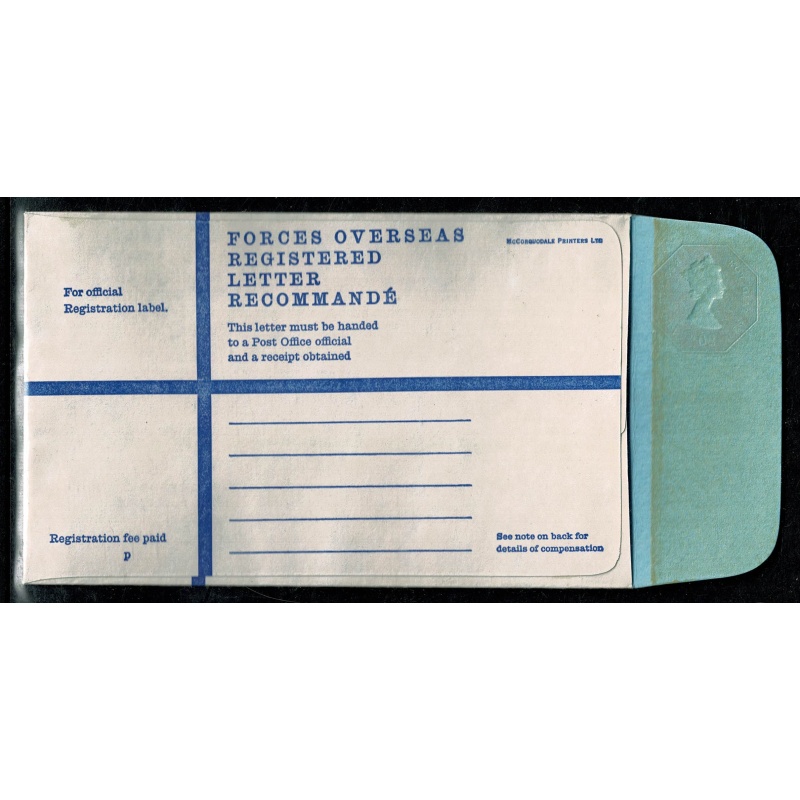 FORCES OVERSEAS
REGISTERED
LETTER
RECOMMANDÉ
McCorquodale Printers Ltd
For official
Registration label.
This letter must be handed
to a Post Office official
and a receipt obtained
Registration fee paid
p
See note on back for
details of compensation